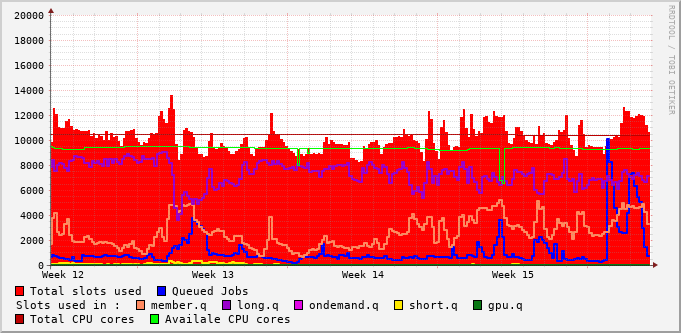 20000
18000
16000
14000
12000
10000
8000
6000
4000
2000
0
Week 12 Week 13 Week 14 Week 15
RRDTOOL / TOBI OETIKER
Total slots used Queued Jobs
Slots used in : member.q long.q ondemand.q short.q gpu.q
Total CPU cores Availale CPU cores